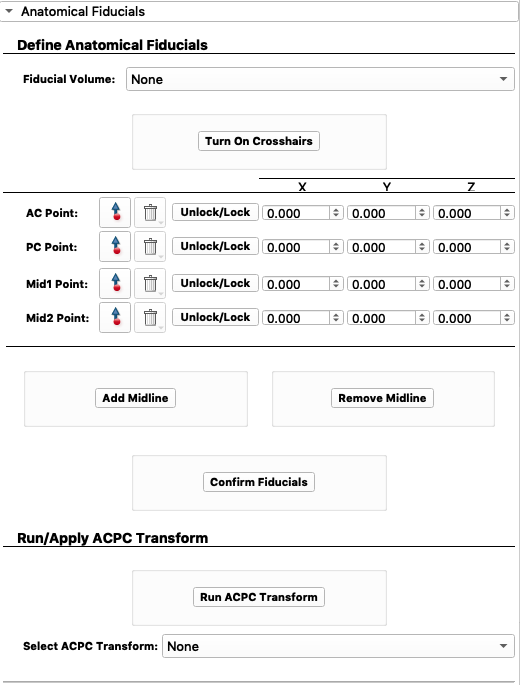 Anatomical Fiducials
Define Anatomical Fiducials
Fiducial Volume: None
Turn On Crosshairs
X Y Z
AC Point: Unlock/Lock 0.000 0.000 0.000
PC Point: Unlock/Lock 0.000 0.000 0.000
Mid1 Point: Unlock/Lock 0.000 0.000 0.000
Mid2 Point: Unlock/Lock 0.000 0.000 0.000
Add Midline Remove Midline
Confirm Fiducials
Run/Apply ACPC Transform
Run ACPC Transform
Select ACPC Transform: None